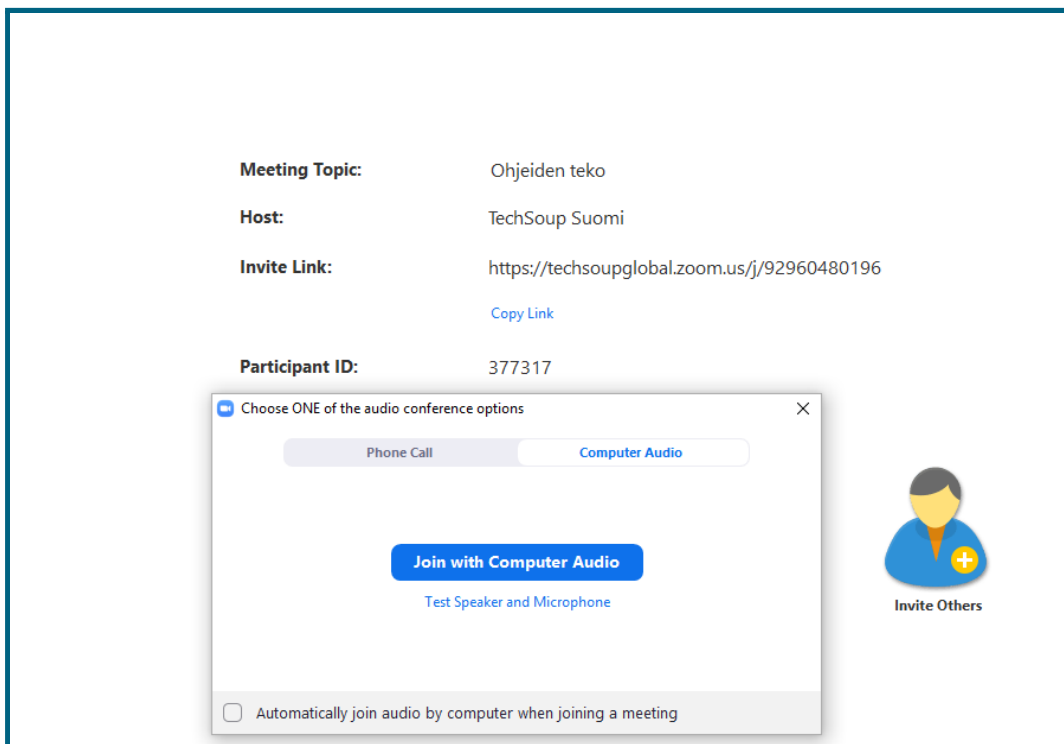 Meeting Topic: Ohjeiden teko
Host: TechSoup Suomi
Invite Link: https://techsoupglobal.zoom.us/j/92960480196
Copy Link
Participant ID: 377317
Choose ONE of the audio conference options
Phone Call Computer Audio
Join with Computer Audio
Test Speaker and Microphone
Invite Others
Automatically join audio by computer when joining a meeting